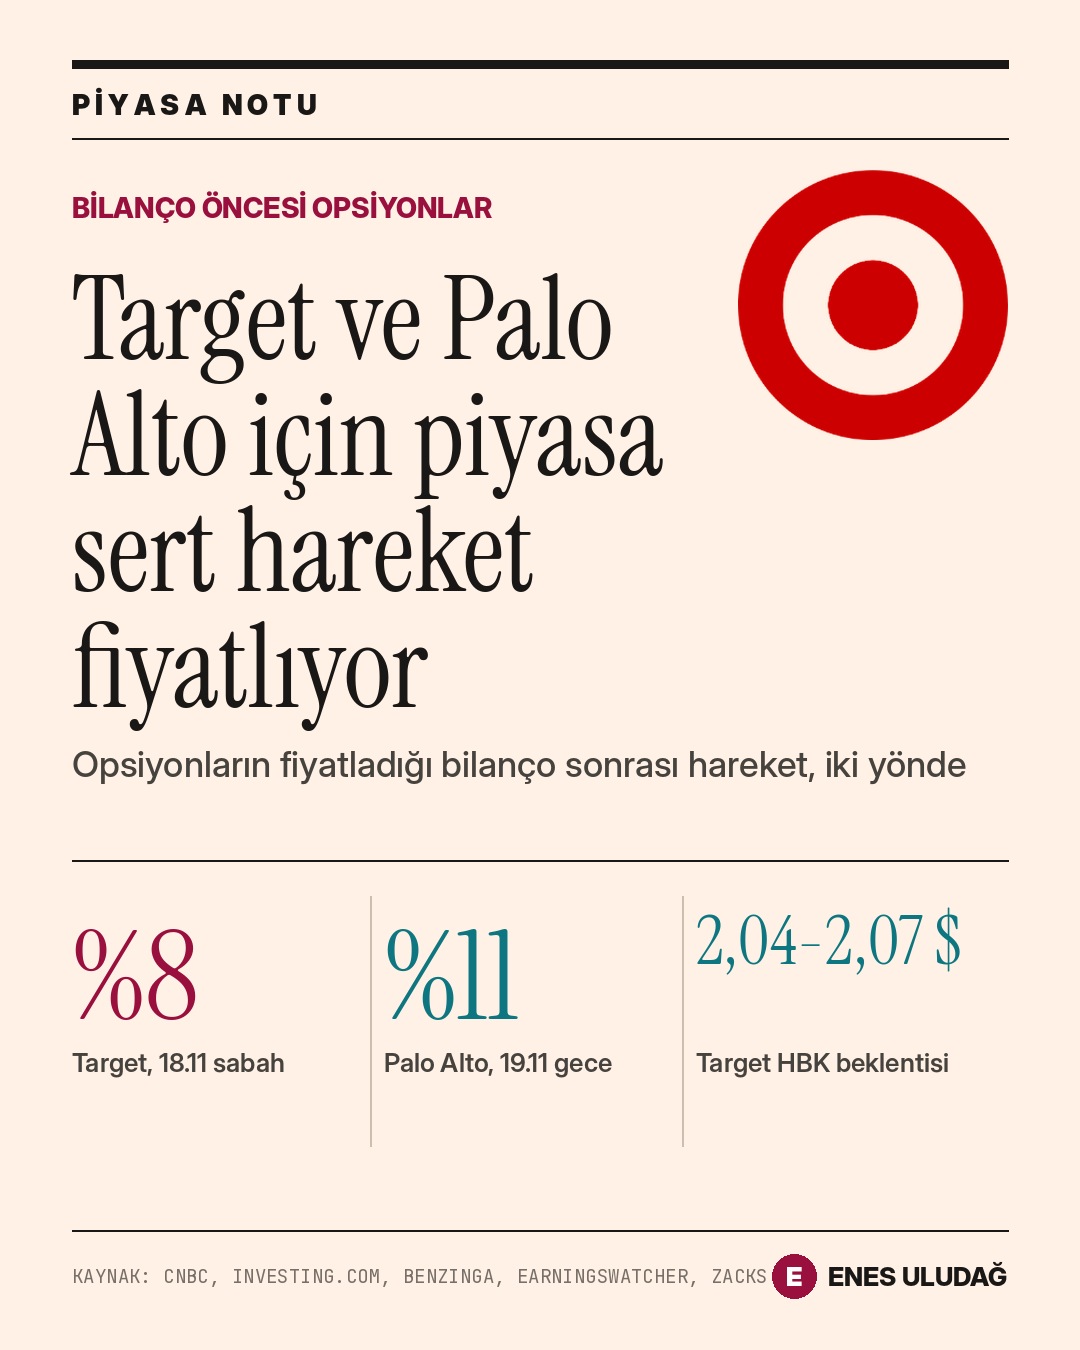 PİYASA NOTU
BİLANÇO ÖNCESİ OPSİYONLAR
Target ve Palo
Alto için piyasa
sert hareket
fiyatlıyor
Opsiyonların fiyatladığı bilanço sonrası hareket, iki yönde
%8
Target, 18.11 sabah
%11
Palo Alto, 19.11 gece
2,04–2,07 $
Target HBK beklentisi
KAYNAK: CNBC, INVESTING.COM, BENZINGA, EARNINGSWATCHER, ZACKS
E ENES ULUDAĞ